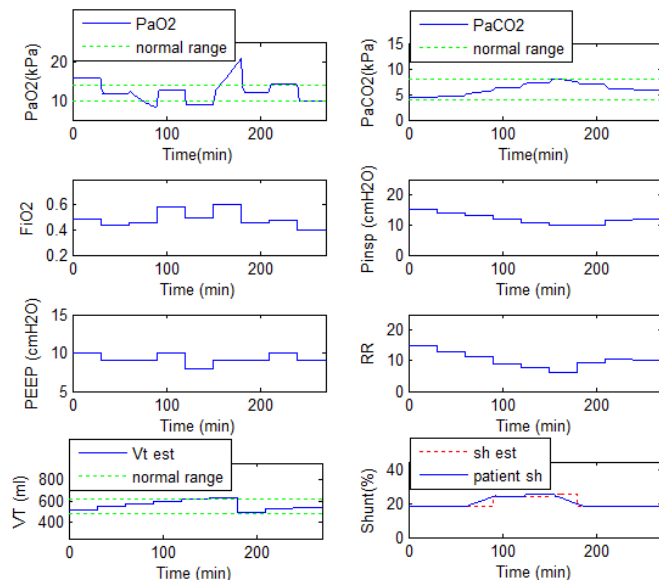 PaO2
normal range
20
10
PaO2(kPa)
0
100
200
Time(min)
PaCO2
normal range
15
10
5
0
PaCO2(kPa)
0
100
200
Time(min)
0.6
0.4
0.2
FiO2
0
100
200
Time (min)
20
10
0
Pinsp (cmH2O)
0
100
200
Time (min)
15
10
5
PEEP (cmH2O)
0
100
200
Time (min)
20
10
0
RR
0
100
200
Time (min)
Vt est
normal range
800
600
400
VT (ml)
0
100
200
Time (min)
sh est
patient sh
40
20
0
Shunt(%)
0
100
200
Time (min)